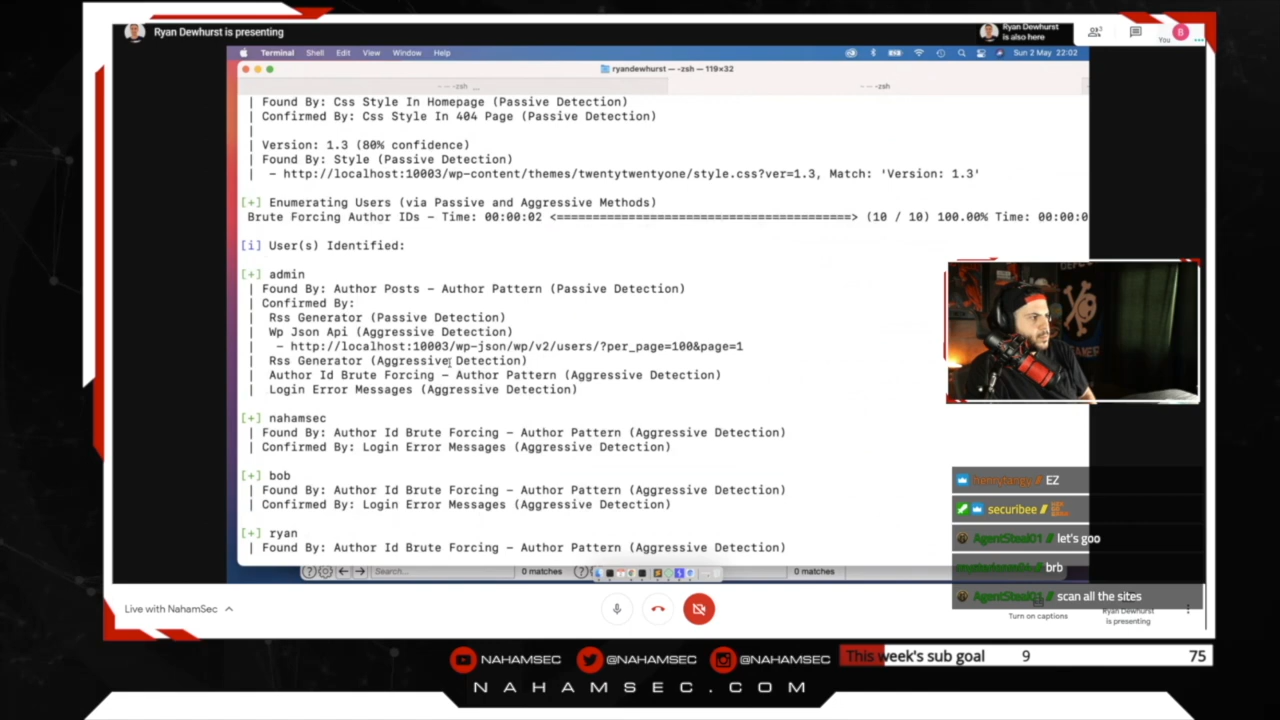 Ryan Dewhurst is presenting
Ryan Dewhurst
is also here
You
B
Terminal Shell Edit View Window Help
Sun 2 May 22:02
ryandewhurst — -zsh — 119×32
-zsh
-zsh
| Found By: Css Style In Homepage (Passive Detection)
| Confirmed By: Css Style In 404 Page (Passive Detection)
|
| Version: 1.3 (80% confidence)
| Found By: Style (Passive Detection)
|  - http://localhost:10003/wp-content/themes/twentytwentyone/style.css?ver=1.3, Match: 'Version: 1.3'
[+] Enumerating Users (via Passive and Aggressive Methods)
Brute Forcing Author IDs - Time: 00:00:02 <=========================================> (10 / 10) 100.00% Time: 00:00:0
[i] User(s) Identified:
[+] admin
| Found By: Author Posts - Author Pattern (Passive Detection)
| Confirmed By:
|  Rss Generator (Passive Detection)
|  Wp Json Api (Aggressive Detection)
|   - http://localhost:10003/wp-json/wp/v2/users/?per_page=100&page=1
|  Rss Generator (Aggressive Detection)
|  Author Id Brute Forcing - Author Pattern (Aggressive Detection)
|  Login Error Messages (Aggressive Detection)
[+] nahamsec
| Found By: Author Id Brute Forcing - Author Pattern (Aggressive Detection)
| Confirmed By: Login Error Messages (Aggressive Detection)
[+] bob
| Found By: Author Id Brute Forcing - Author Pattern (Aggressive Detection)
| Confirmed By: Login Error Messages (Aggressive Detection)
[+] ryan
| Found By: Author Id Brute Forcing - Author Pattern (Aggressive Detection)
Search...
0 matches
0 matches
EZ
securibee //
AgentSteal01 // let's goo
brb
AgentSteal01 // scan all the sites
Live with NahamSec
Turn on captions
Ryan Dewhurst
is presenting
This week's sub goal 9 75
NAHAMSEC @NAHAMSEC @NAHAMSEC
NAHAMSEC.COM